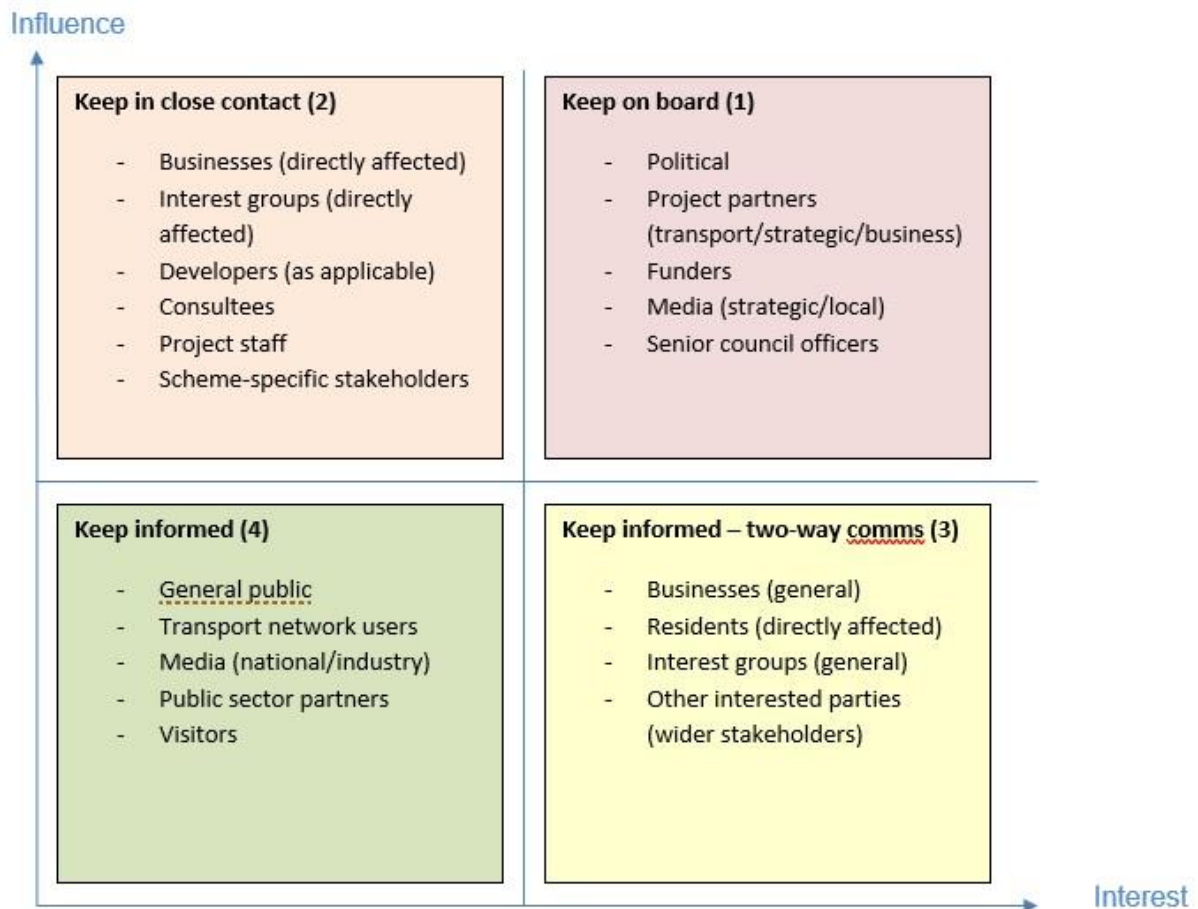 Influence
Keep in close contact (2)
- Businesses (directly affected)
- Interest groups (directly
affected)
- Developers (as applicable)
- Consultees
- Project staff
- Scheme-specific stakeholders
Keep on board (1)
- Political
- Project partners
(transport/strategic/business)
- Funders
- Media (strategic/local)
- Senior council officers
Keep informed (4)
- General public
- Transport network users
- Media (national/industry)
- Public sector partners
- Visitors
Keep informed – two-way comms (3)
- Businesses (general)
- Residents (directly affected)
- Interest groups (general)
- Other interested parties
(wider stakeholders)
Interest